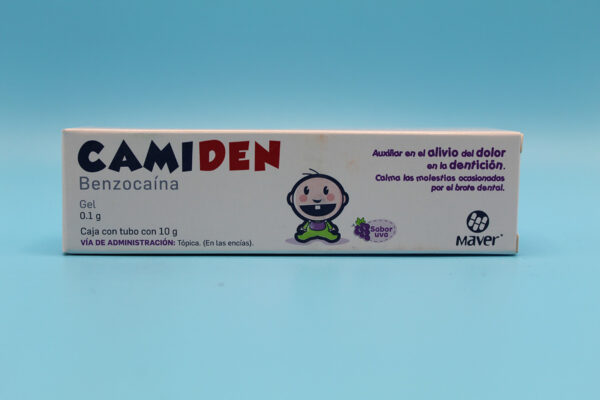 CAMIDEN
Benzocaína
Gel
0.1 g
Caja con tubo con 10 g
VÍA DE ADMINISTRACIÓN: Tópica. (En las encías).
Sabor
uva
Auxiliar en el alivio del dolor
en la dentición.
Calma las molestias ocasionadas
por el brote dental.
Maver